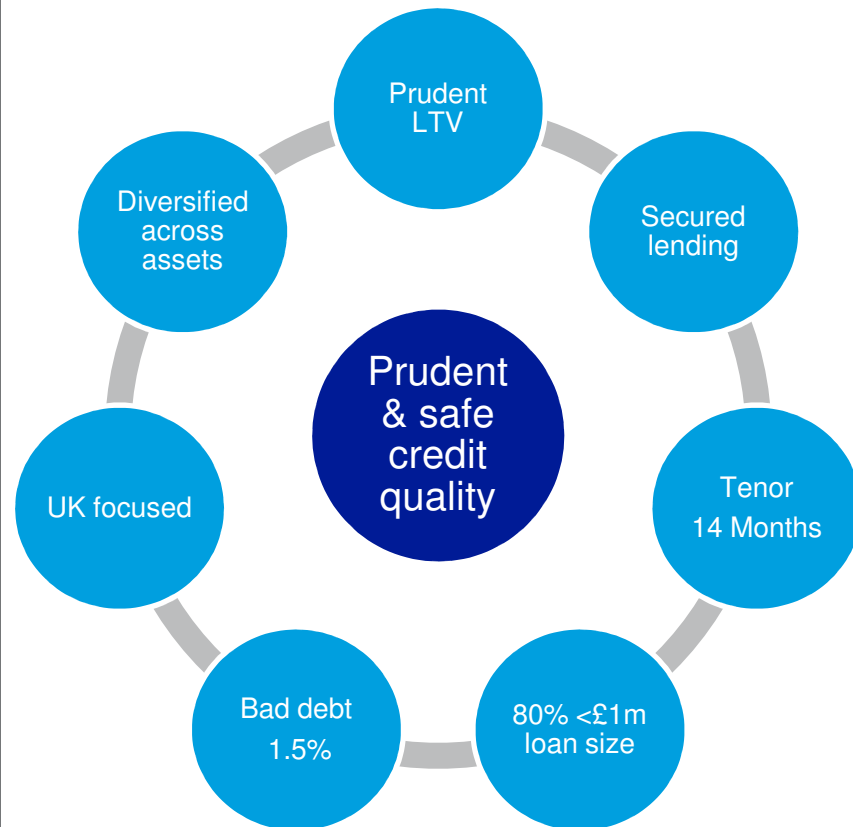 Prudent
LTV
Secured
lending
Tenor
14 Months
80% <£1m
loan size
Bad debt
1.5%
UK focused
Diversified
across
assets
Prudent
& safe
credit
quality